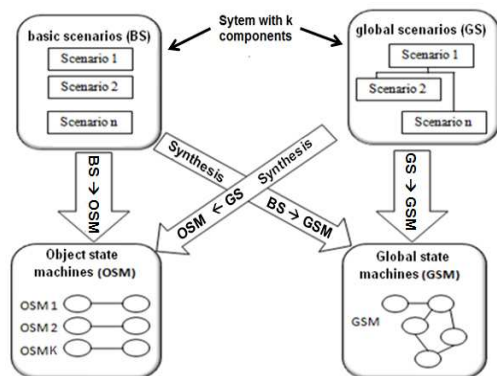 basic scenarios (BS)
Scenario 1
Scenario 2
Scenario n
Sytem with k
components
global scenarios (GS)
Scenario 1
Scenario 2
Scenario n
BS → OSM
Synthesis
BS → GSM
Synthesis
OSM ← GS
GS → GSM
Object state
machines (OSM)
OSM 1
OSM 2
OSMK
Global state
machines (GSM)
GSM